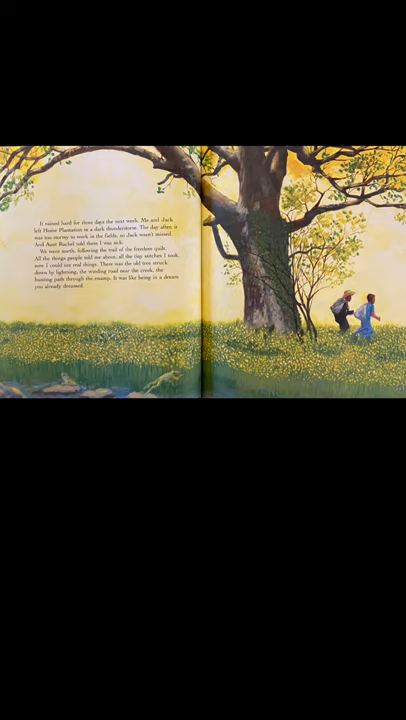 It rained hard for three days the next week. Me and Jack
left Home Plantation in a dark thunderstorm. The day after, it
was too stormy to work in the fields, so Jack wasn't missed.
And Aunt Rachel told them I was sick.
We went north, following the trail of the freedom quilt.
All the things people told me about, all the tiny stitches I took,
now I could see real things. There was the old tree struck
down by lightning, the winding road near the creek, the
hunting path through the swamp. It was like being in a dream
you already dreamed.